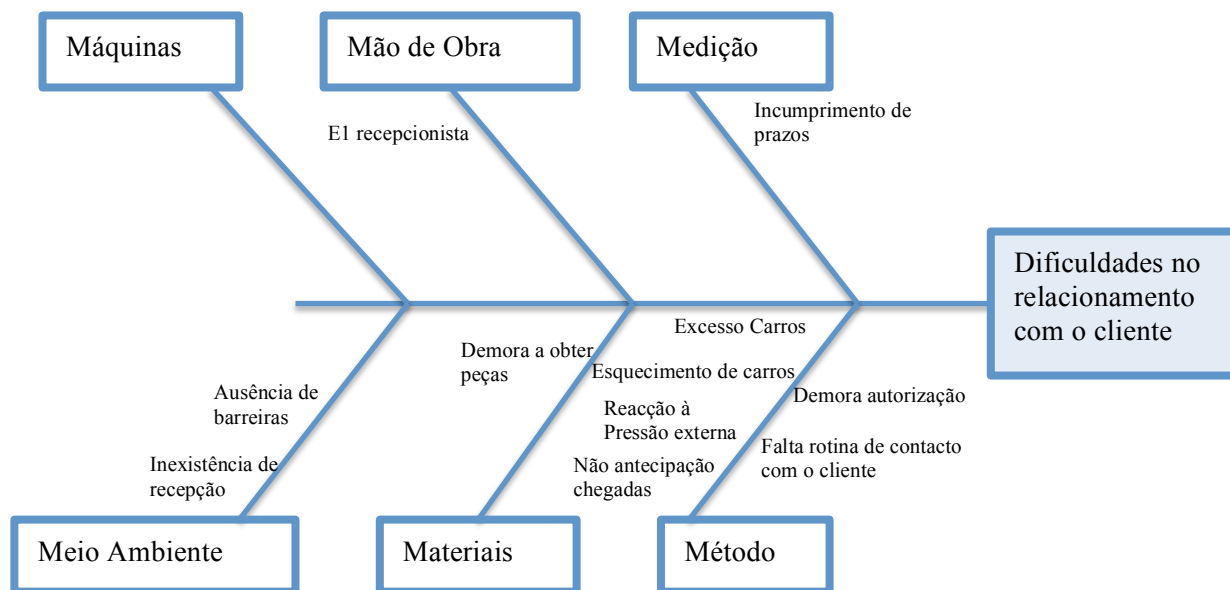 Máquinas
Mão de Obra
Medição
E1 recepcionista
Incumprimento de
prazos
Dificuldades no
relacionamento
com o cliente
Excesso Carros
Demora a obter
peças
Esquecimento de carros
Ausência de
barreiras
Demora autorização
Reacção à
Pressão externa
Falta rotina de contacto
com o cliente
Inexistência de
recepção
Não antecipação
chegadas
Meio Ambiente
Materiais
Método